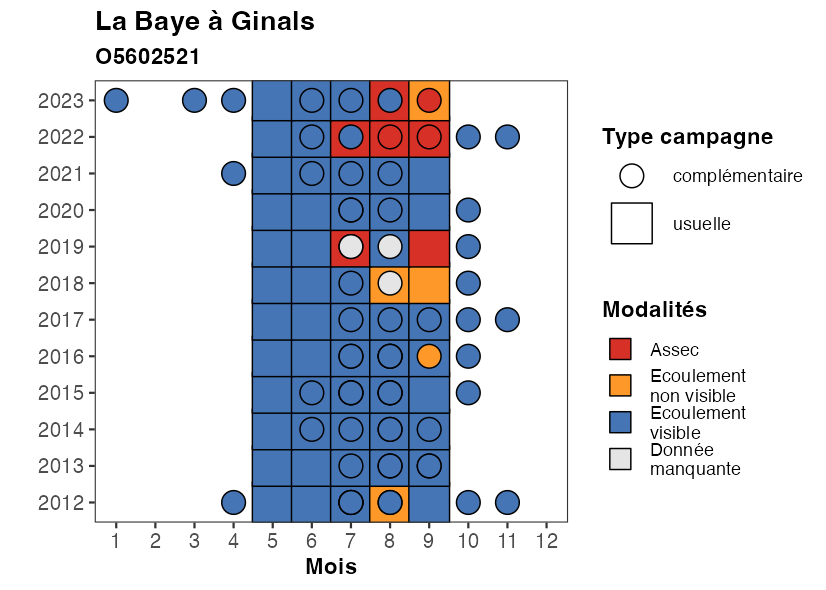 La Baye à Ginals
O5602521
2023
2022
2021
2020
2019
2018
2017
2016
2015
2014
2013
2012
1 2 3 4 5 6 7 8 9 10 11 12
Mois
Type campagne
complémentaire
usuelle
Modalités
Assec
Ecoulement
non visible
Ecoulement
visible
Donnée
manquante